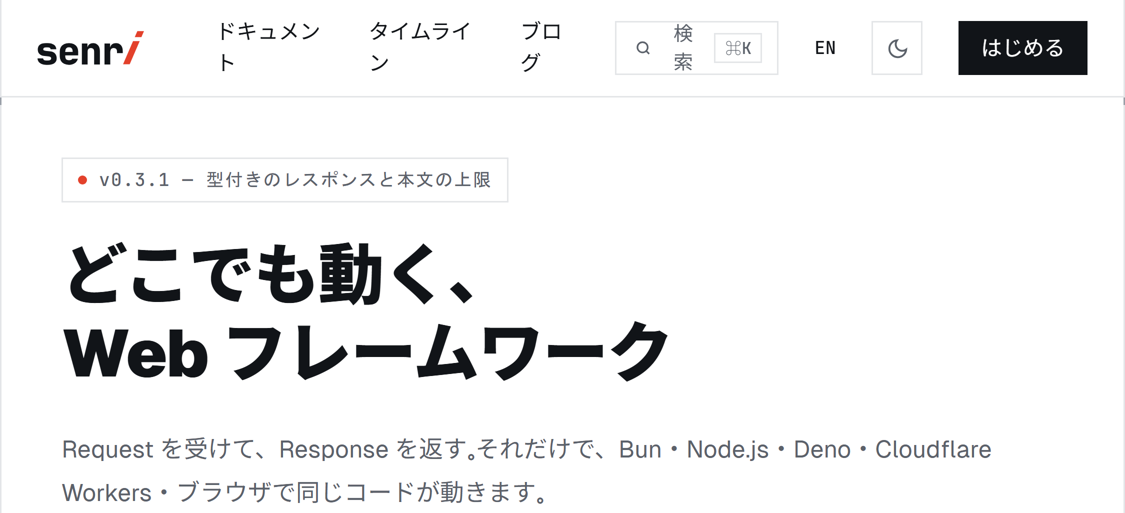 senri
ドキュメン
ト
タイムライ
ン
ブロ
グ
検
索
⌘K
EN
はじめる
v0.3.1 — 型付きのレスポンスと本文の上限
どこでも動く、
Web フレームワーク
Request を受けて、Response を返す。それだけで、Bun・Node.js・Deno・Cloudflare
Workers・ブラウザで同じコードが動きます。